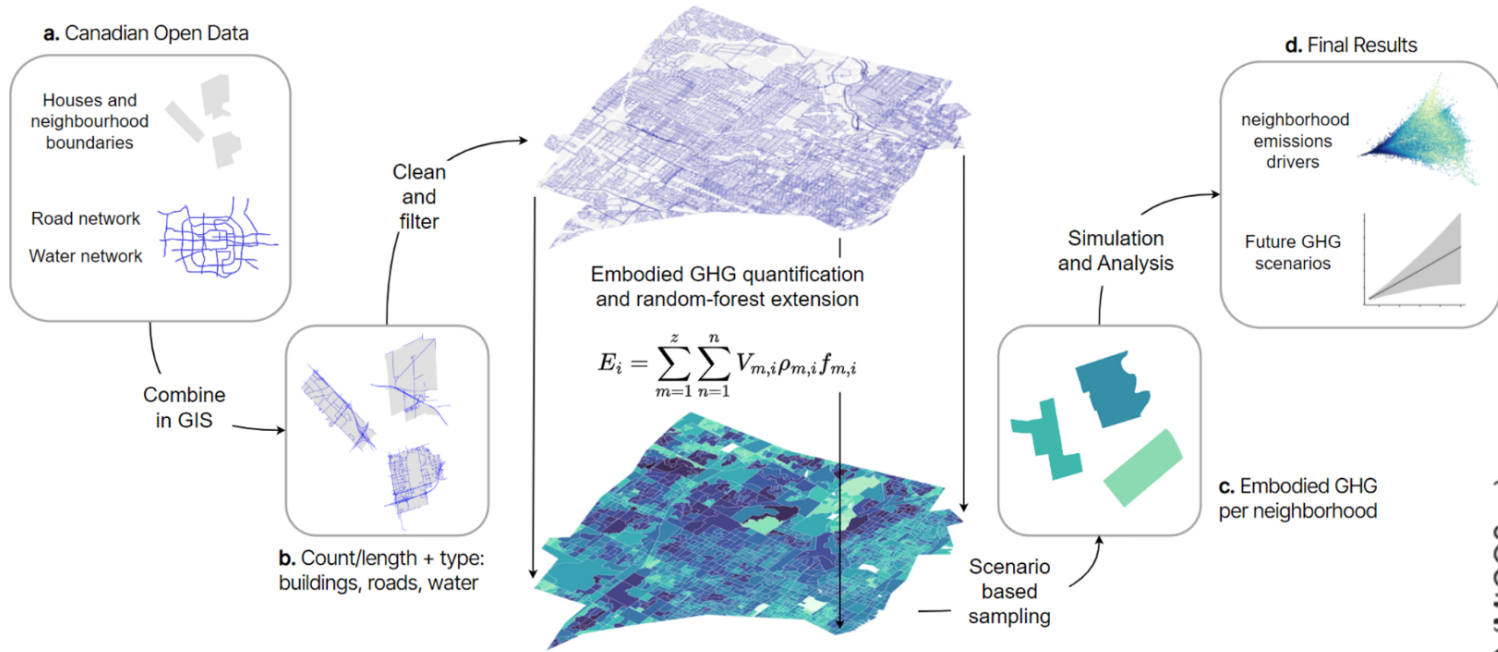 a. Canadian Open Data
Houses and
neighbourhood
boundaries
Road network
Water network
Combine
in GIS
b. Count/length + type:
buildings, roads, water
Clean
and
filter
Embodied GHG quantification
and random-forest extension
E_i = \sum_{m=1}^{z} \sum_{n=1}^{n} V_{m,i} ρ_{m,i} f_{m,i}
Scenario
based
sampling
c. Embodied GHG
per neighborhood
Simulation
and Analysis
d. Final Results
neighborhood
emissions
drivers
Future GHG
scenarios